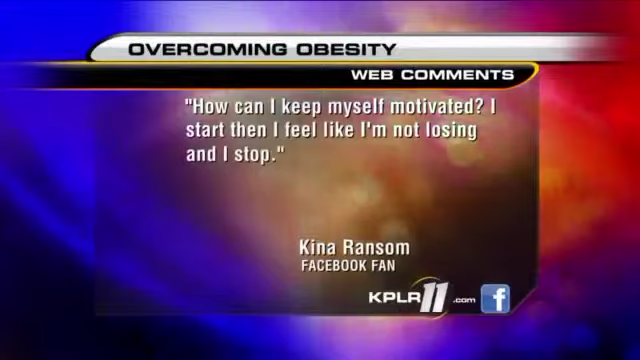 OVERCOMING OBESITY
WEB COMMENTS
"How can I keep myself motivated? I
start then I feel like I'm not losing
and I stop."
Kina Ransom
FACEBOOK FAN
KPLR 11 .com f